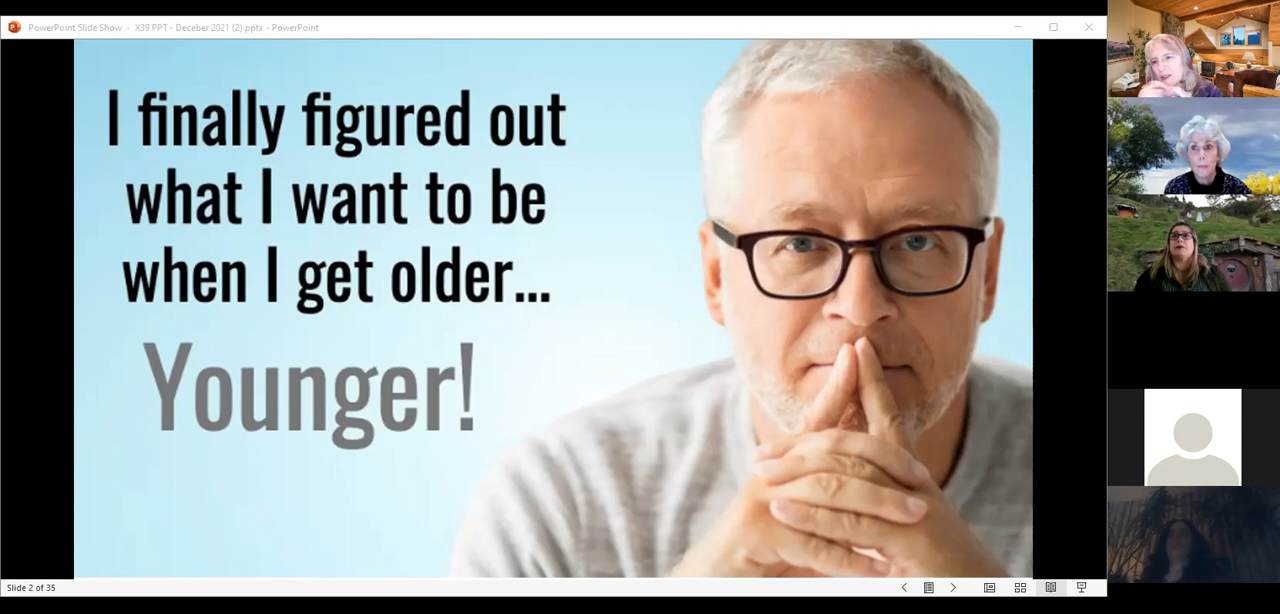 PowerPoint Slide Show - X39 PPT - Deceber 2021 (2).pptx - PowerPoint
I finally figured out
what I want to be
when I get older...
Younger!
Slide 2 of 35